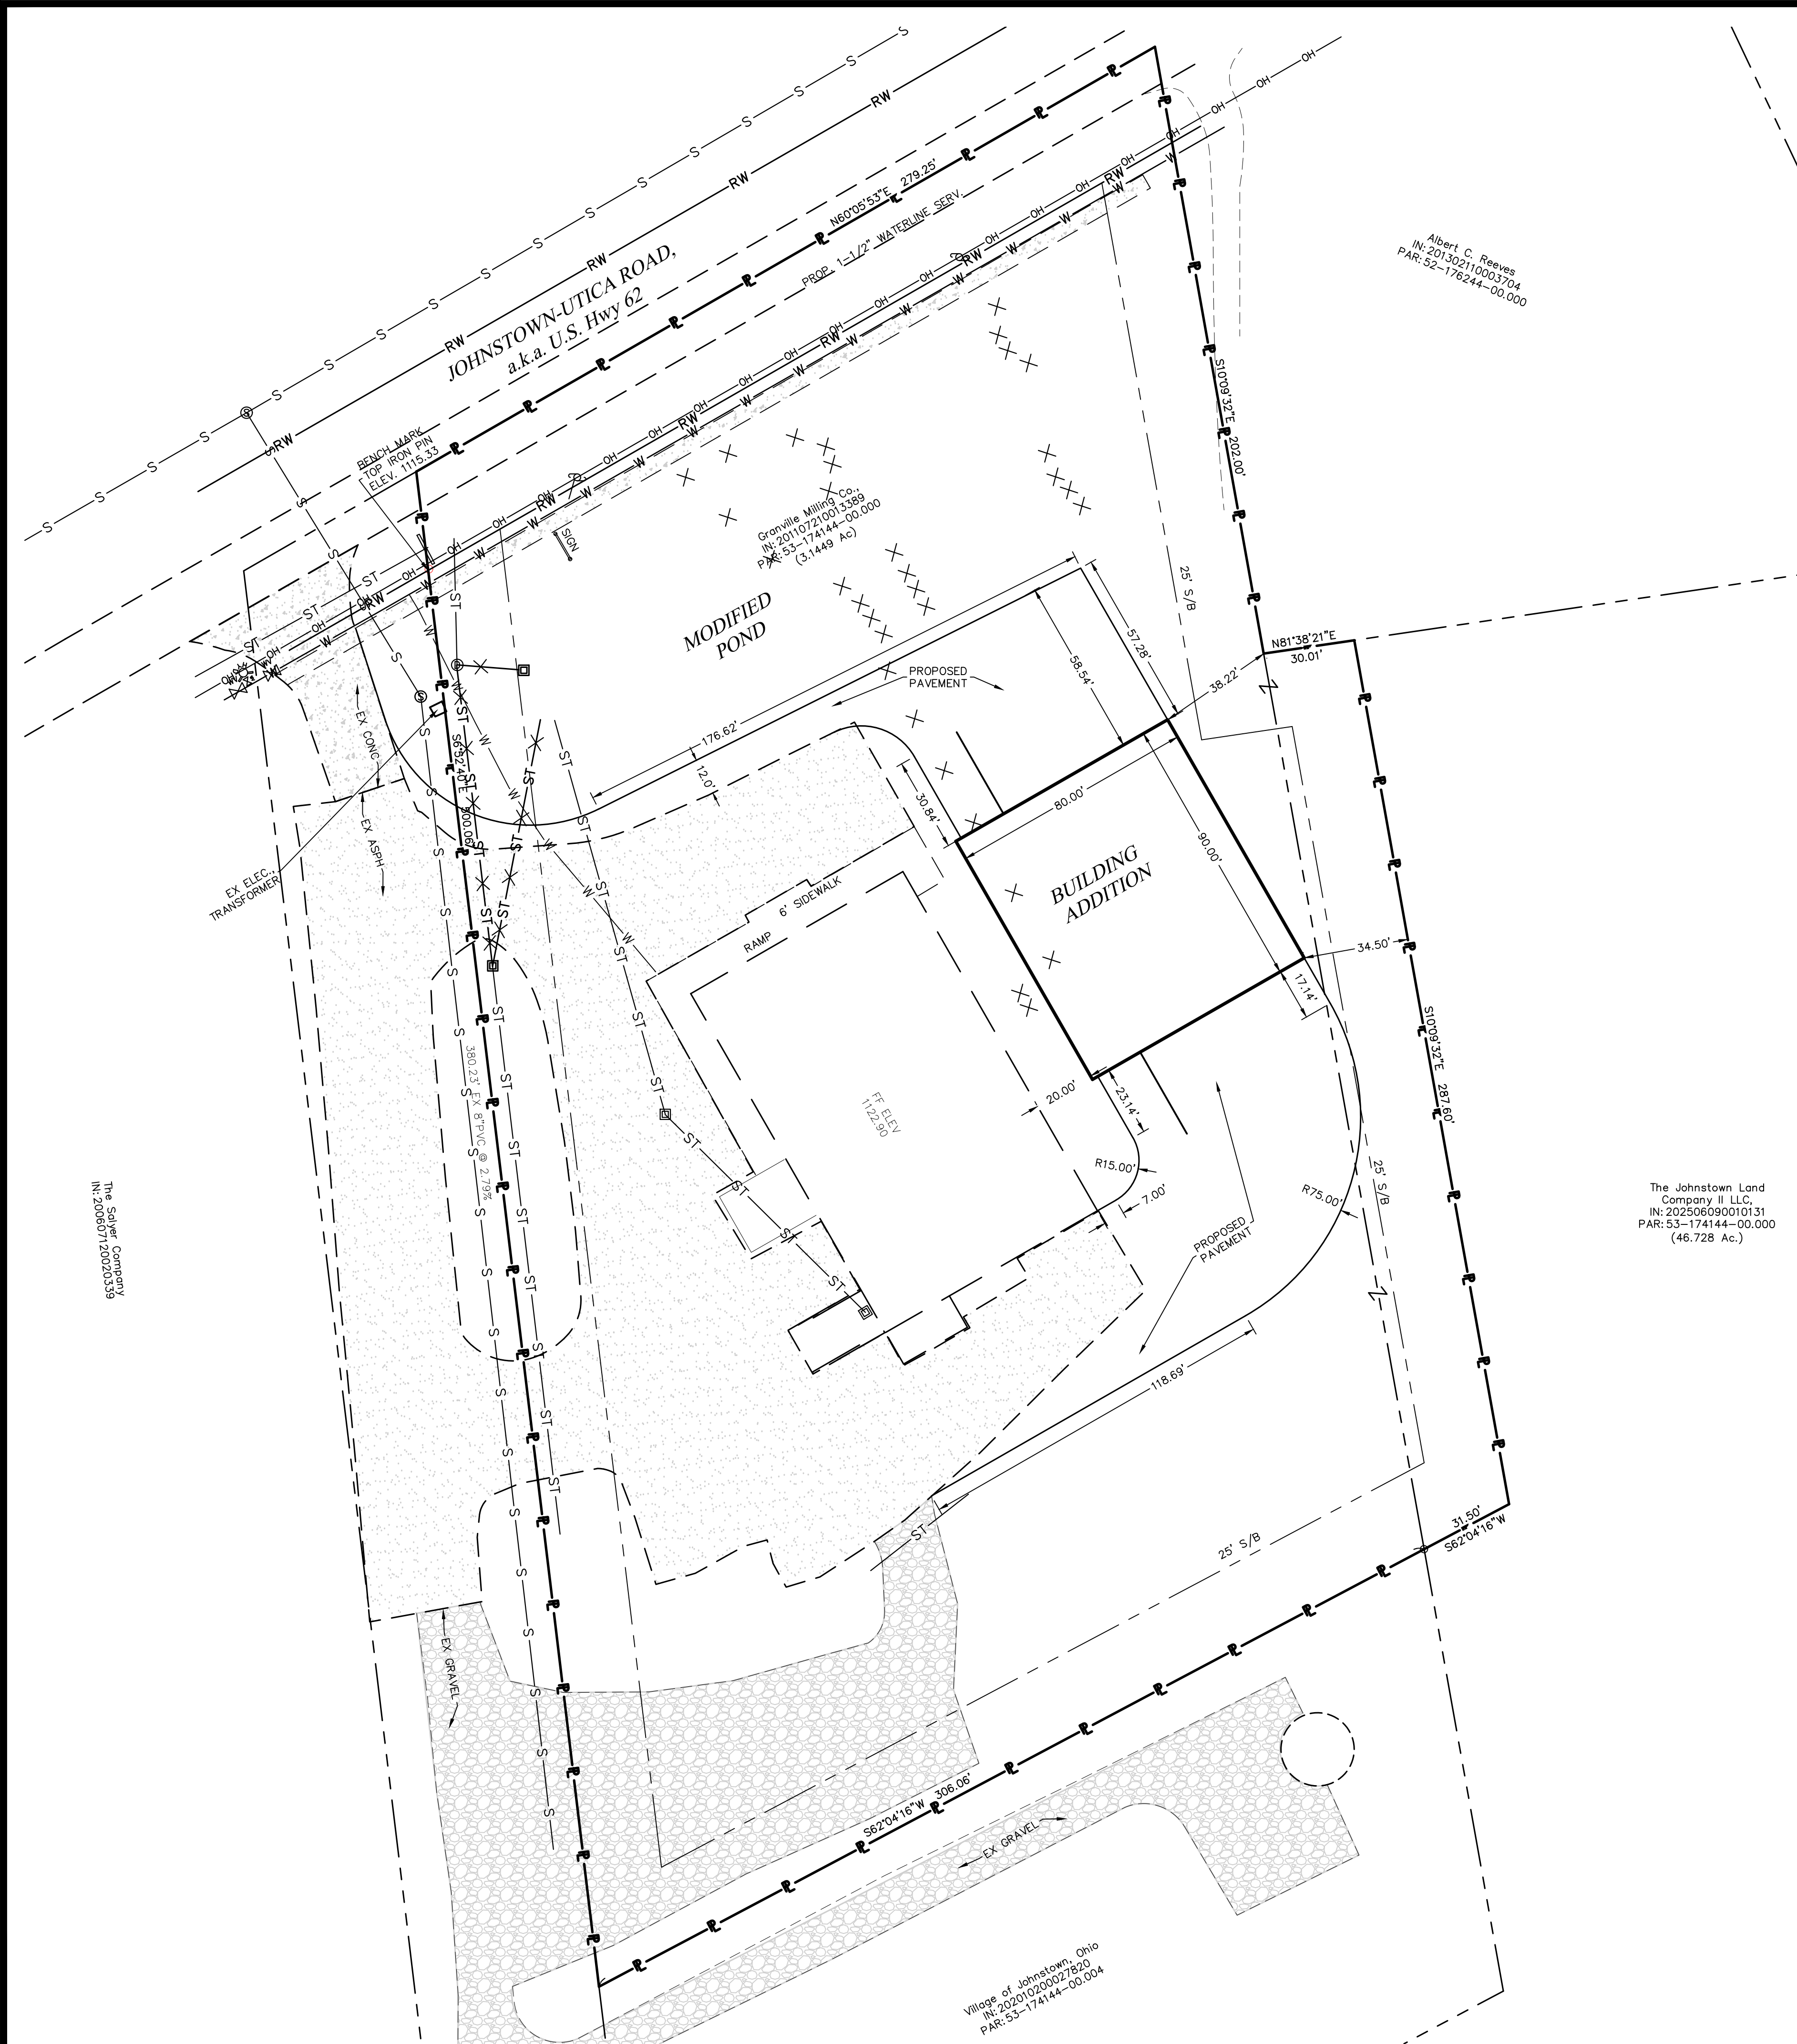 JOHNSTOWN-UTICA ROAD,
a.k.a. U.S. Hwy 62
N60°05'53"E 279.25'
PROP. 1-1/2" WATERLINE SERV.
BENCH MARK
TOP IRON PIN
ELEV. 1115.33
SIGN
Granville Milling Co.,
IN: 201107210013389
PAR: 53-174144-00.000
(3.1449 Ac)
Albert C. Reeves
IN: 201302110003704
PAR: 52-176244-00.000
S10°09'32"E 202.00'
25' S/B
N81°38'21"E
30.01'
MODIFIED
POND
PROPOSED
PAVEMENT
57.28'
58.54'
38.22'
176.62'
12.0'
30.84'
80.00'
90.00'
BUILDING
ADDITION
34.50'
17.14'
EX CONC
EX ASPH
EX ELEC.,
TRANSFORMER
S6°52'40"E 500.06'
6' SIDEWALK
RAMP
FF ELEV
1122.90
20.00'
23.14'
R15.00'
7.00'
R75.00'
PROPOSED
PAVEMENT
118.69'
S10°09'32"E 287.60'
25' S/B
380.23' EX 8"PVC @ 2.79%
The Salyer Company
IN: 200607120020339
The Johnstown Land
Company II LLC,
IN: 202506090010131
PAR: 53-174144-00.000
(46.728 Ac.)
25' S/B
31.50'
S62°04'16"W
EX GRAVEL
S62°04'16"W 306.06'
EX GRAVEL
Village of Johnstown, Ohio
IN: 202010200027820
PAR: 53-174144-00.004